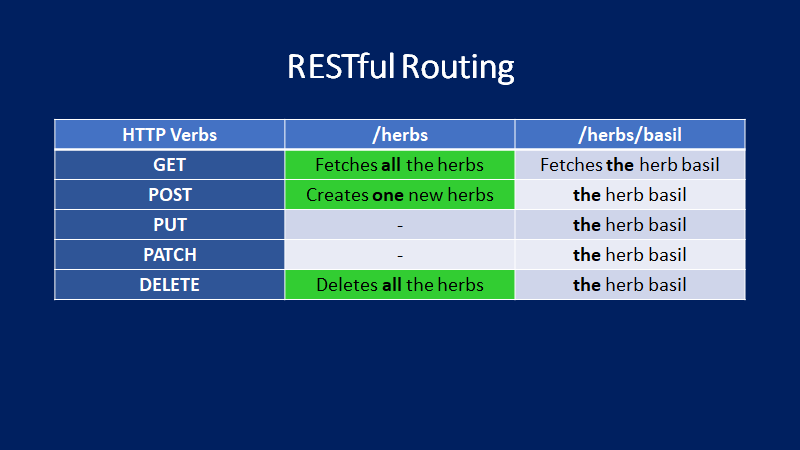 RESTful Routing
HTTP Verbs /herbs /herbs/basil
GET Fetches all the herbs Fetches the herb basil
POST Creates one new herbs the herb basil
PUT - the herb basil
PATCH - the herb basil
DELETE Deletes all the herbs the herb basil